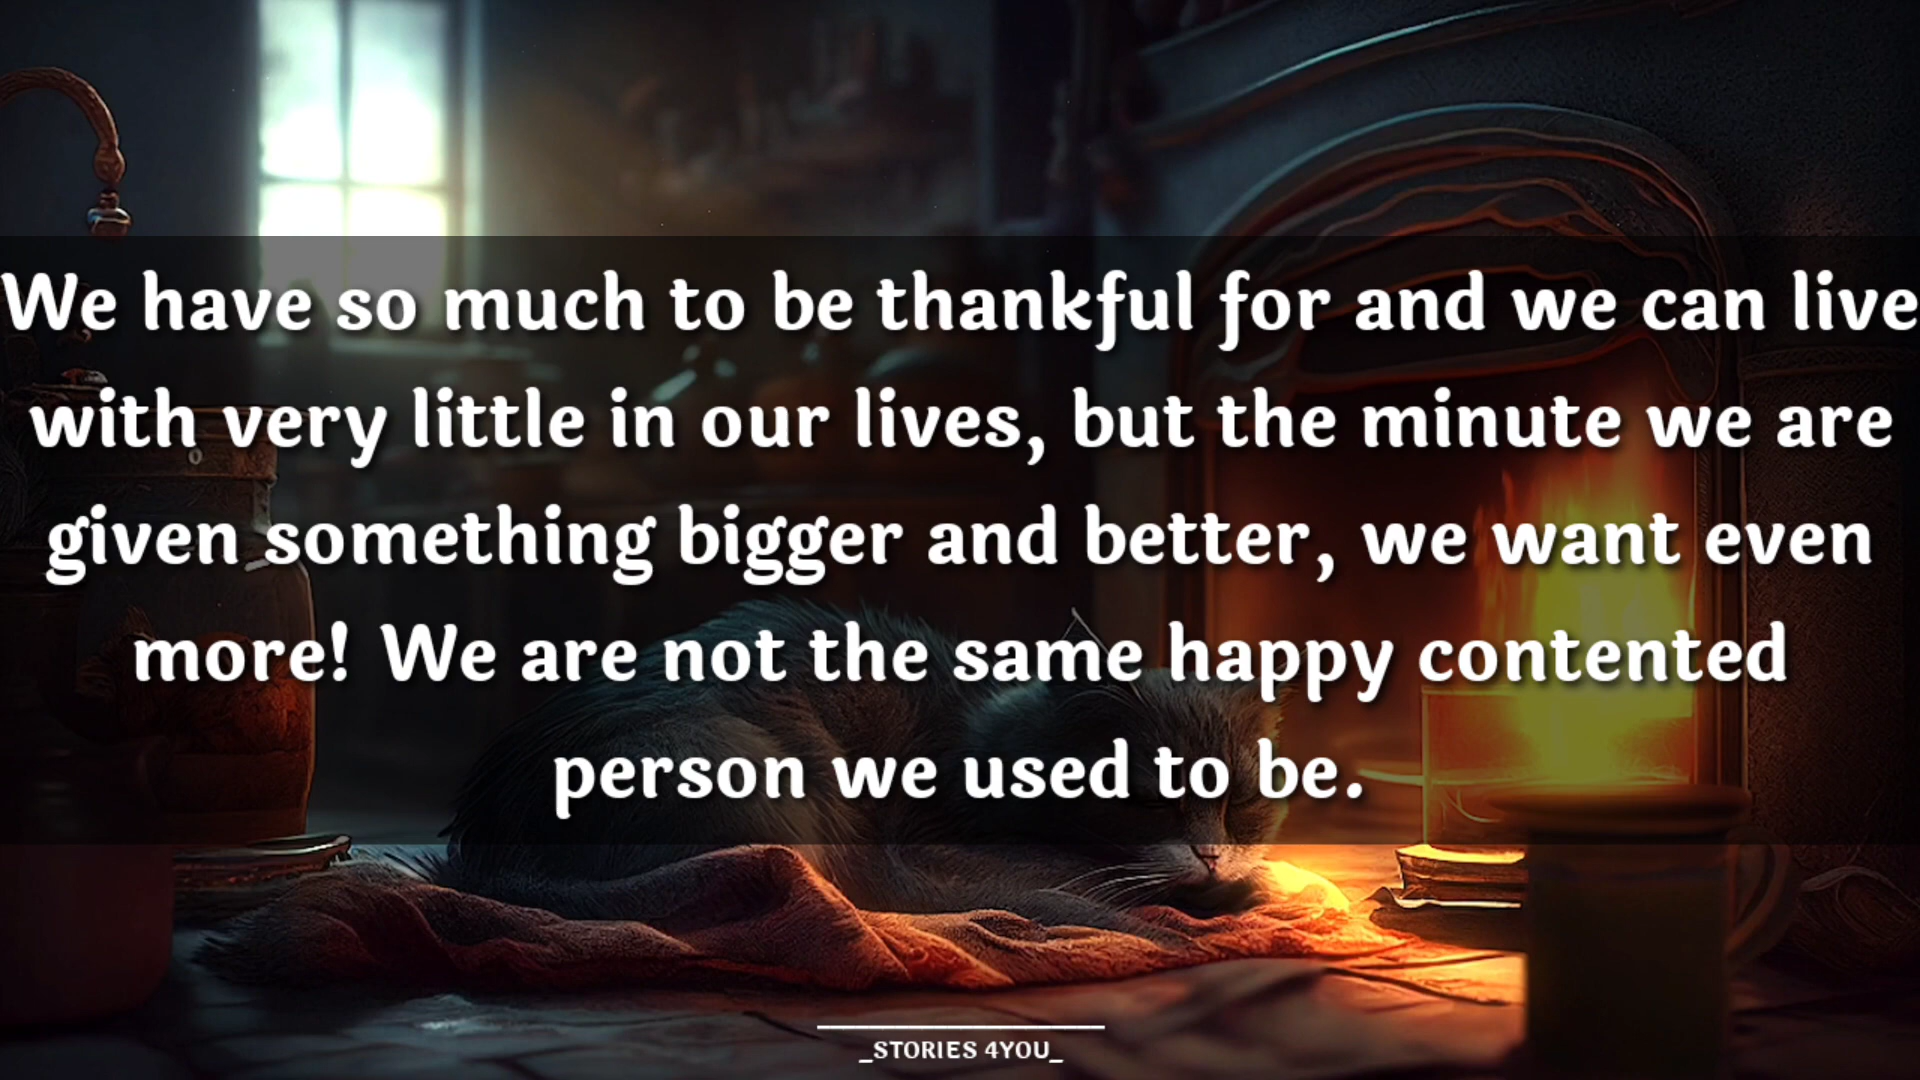 We have so much to be thankful for and we can live
with very little in our lives, but the minute we are
given something bigger and better, we want even
more! We are not the same happy contented
person we used to be.
_STORIES 4YOU_